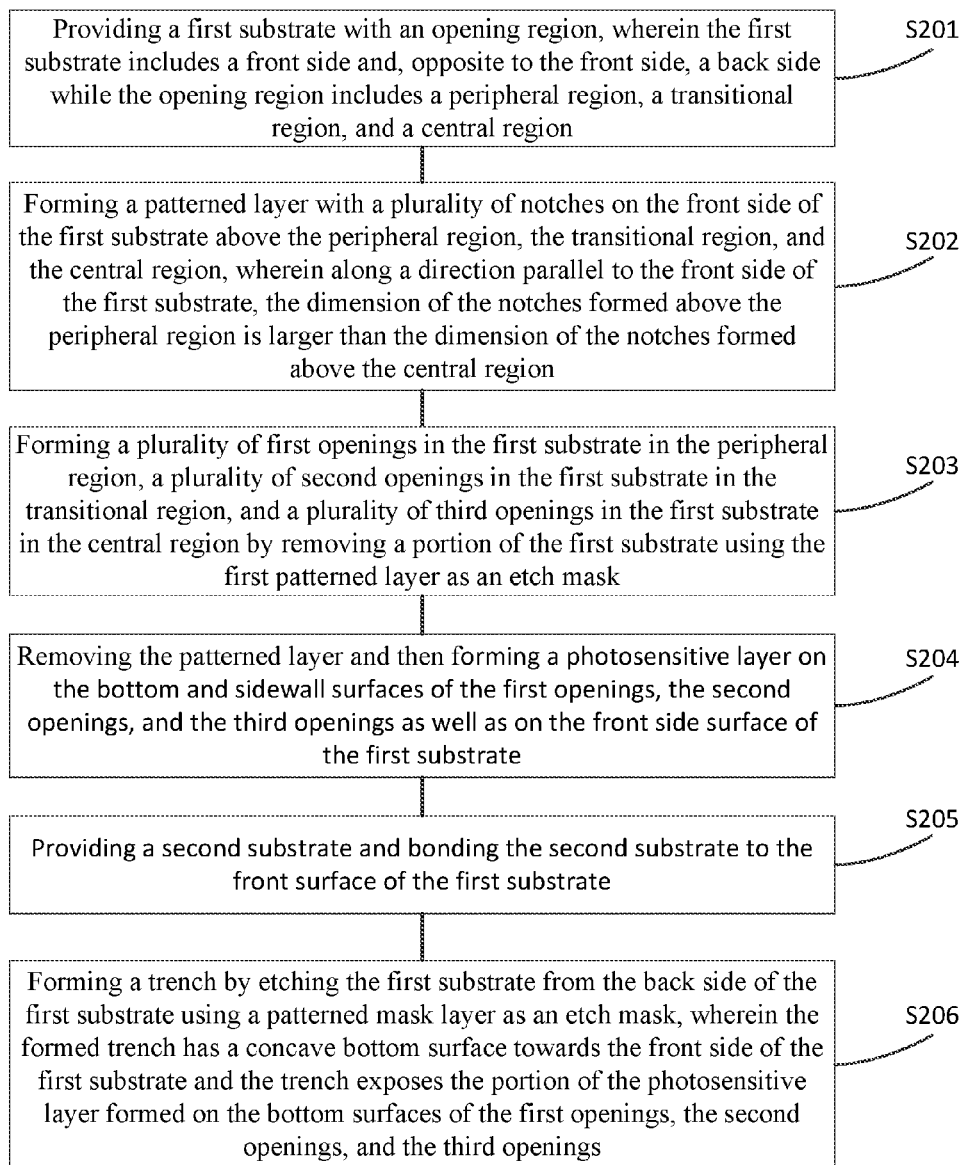 Providing a first substrate with an opening region, wherein the first
substrate includes a front side and, opposite to the front side, a back side
while the opening region includes a peripheral region, a transitional
region, and a central region
S201
Forming a patterned layer with a plurality of notches on the front side of
the first substrate above the peripheral region, the transitional region, and
the central region, wherein along a direction parallel to the front side of
the first substrate, the dimension of the notches formed above the
peripheral region is larger than the dimension of the notches formed
above the central region
S202
Forming a plurality of first openings in the first substrate in the peripheral
region, a plurality of second openings in the first substrate in the
transitional region, and a plurality of third openings in the first substrate
in the central region by removing a portion of the first substrate using the
first patterned layer as an etch mask
S203
Removing the patterned layer and then forming a photosensitive layer on
the bottom and sidewall surfaces of the first openings, the second
openings, and the third openings as well as on the front side surface of
the first substrate
S204
Providing a second substrate and bonding the second substrate to the
front surface of the first substrate
S205
Forming a trench by etching the first substrate from the back side of the
first substrate using a patterned mask layer as an etch mask, wherein the
formed trench has a concave bottom surface towards the front side of the
first substrate and the trench exposes the portion of the photosensitive
layer formed on the bottom surfaces of the first openings, the second
openings, and the third openings
S206